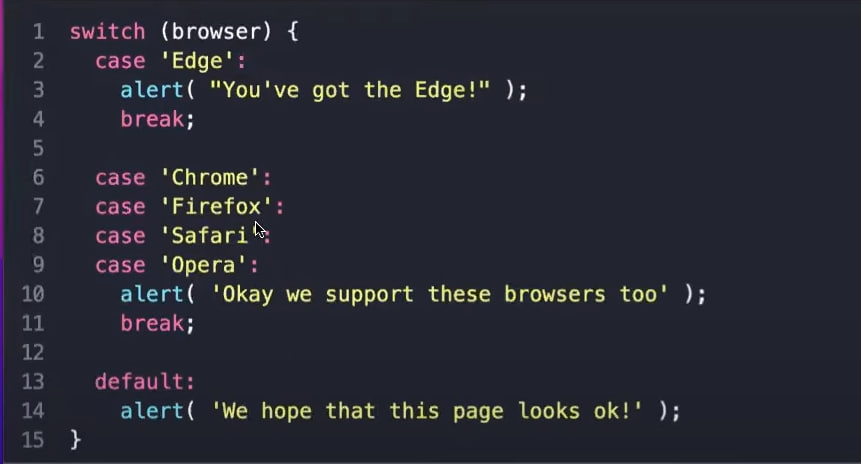 1 switch (browser) {
2   case 'Edge':
3     alert( "You've got the Edge!" );
4     break;
5
6   case 'Chrome':
7   case 'Firefox':
8   case 'Safari':
9   case 'Opera':
10     alert( 'Okay we support these browsers too' );
11     break;
12
13   default:
14     alert( 'We hope that this page looks ok!' );
15 }